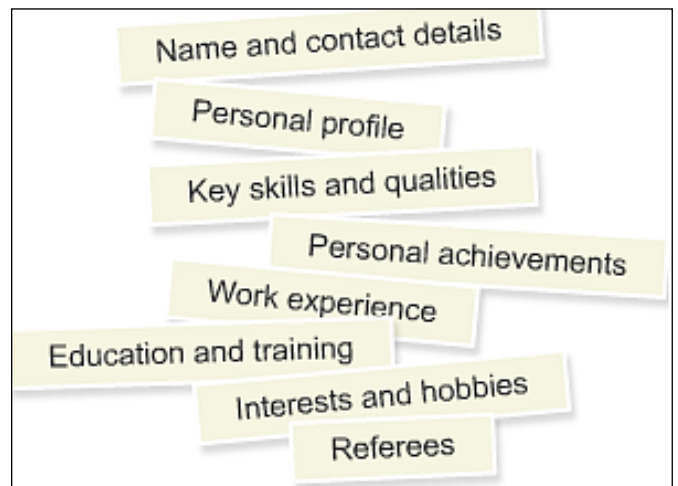 Name and contact details
Personal profile
Key skills and qualities
Personal achievements
Work experience
Education and training
Interests and hobbies
Referees